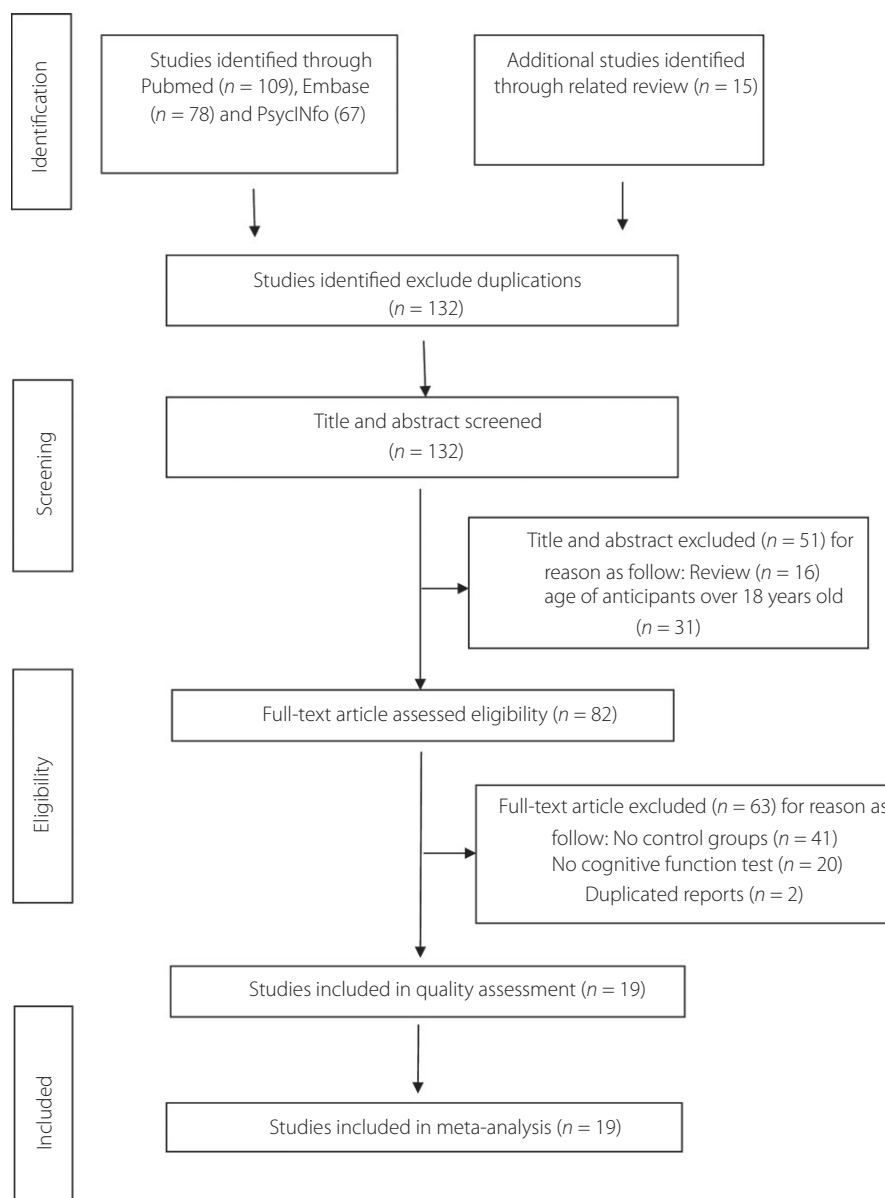 Identification
Studies identified through
Pubmed (n = 109), Embase
(n = 78) and PsycINfo (67)
Additional studies identified
through related review (n = 15)
Studies identified exclude duplications
(n = 132)
Screening
Title and abstract screened
(n = 132)
Title and abstract excluded (n = 51) for
reason as follow: Review (n = 16)
age of anticipants over 18 years old
(n = 31)
Eligibility
Full-text article assessed eligibility (n = 82)
Full-text article excluded (n = 63) for reason as
follow: No control groups (n = 41)
No cognitive function test (n = 20)
Duplicated reports (n = 2)
Studies included in quality assessment (n = 19)
Included
Studies included in meta-analysis (n = 19)